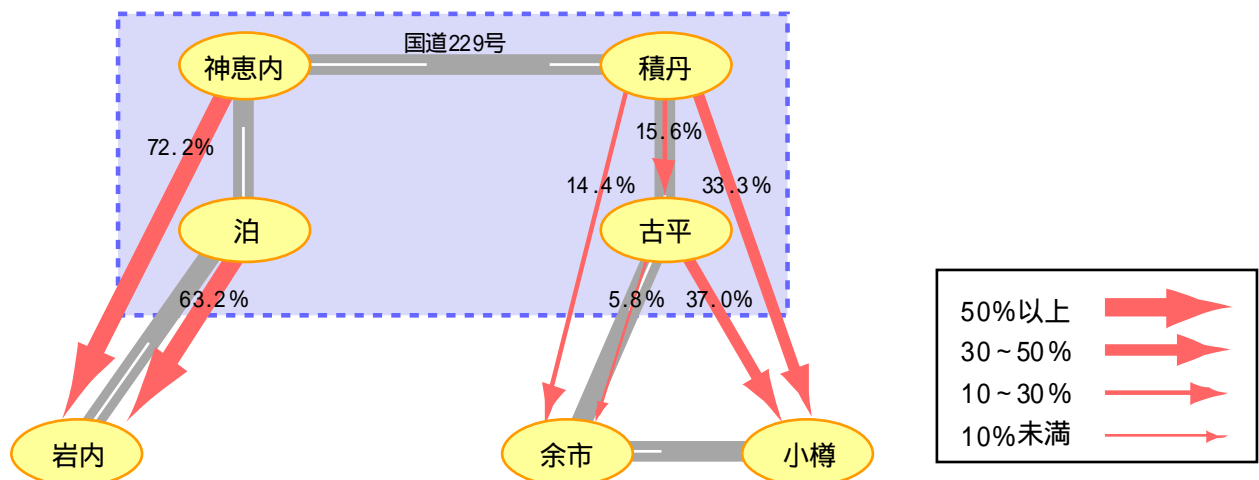 国道229号
神恵内
積丹
72.2%
15.6%
14.4%
33.3%
泊
古平
63.2%
5.8%
37.0%
岩内
余市
小樽
50%以上
30~50%
10~30%
10%未満